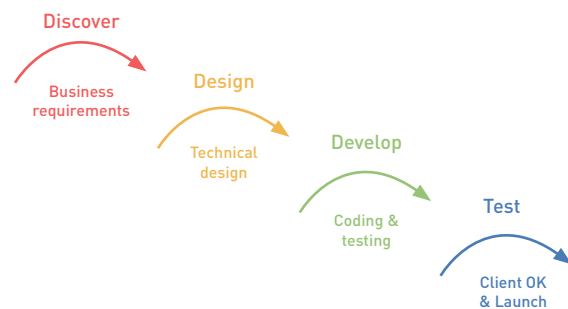 Discover
Business
requirements
Design
Technical
design
Develop
Coding &
testing
Test
Client OK
& Launch